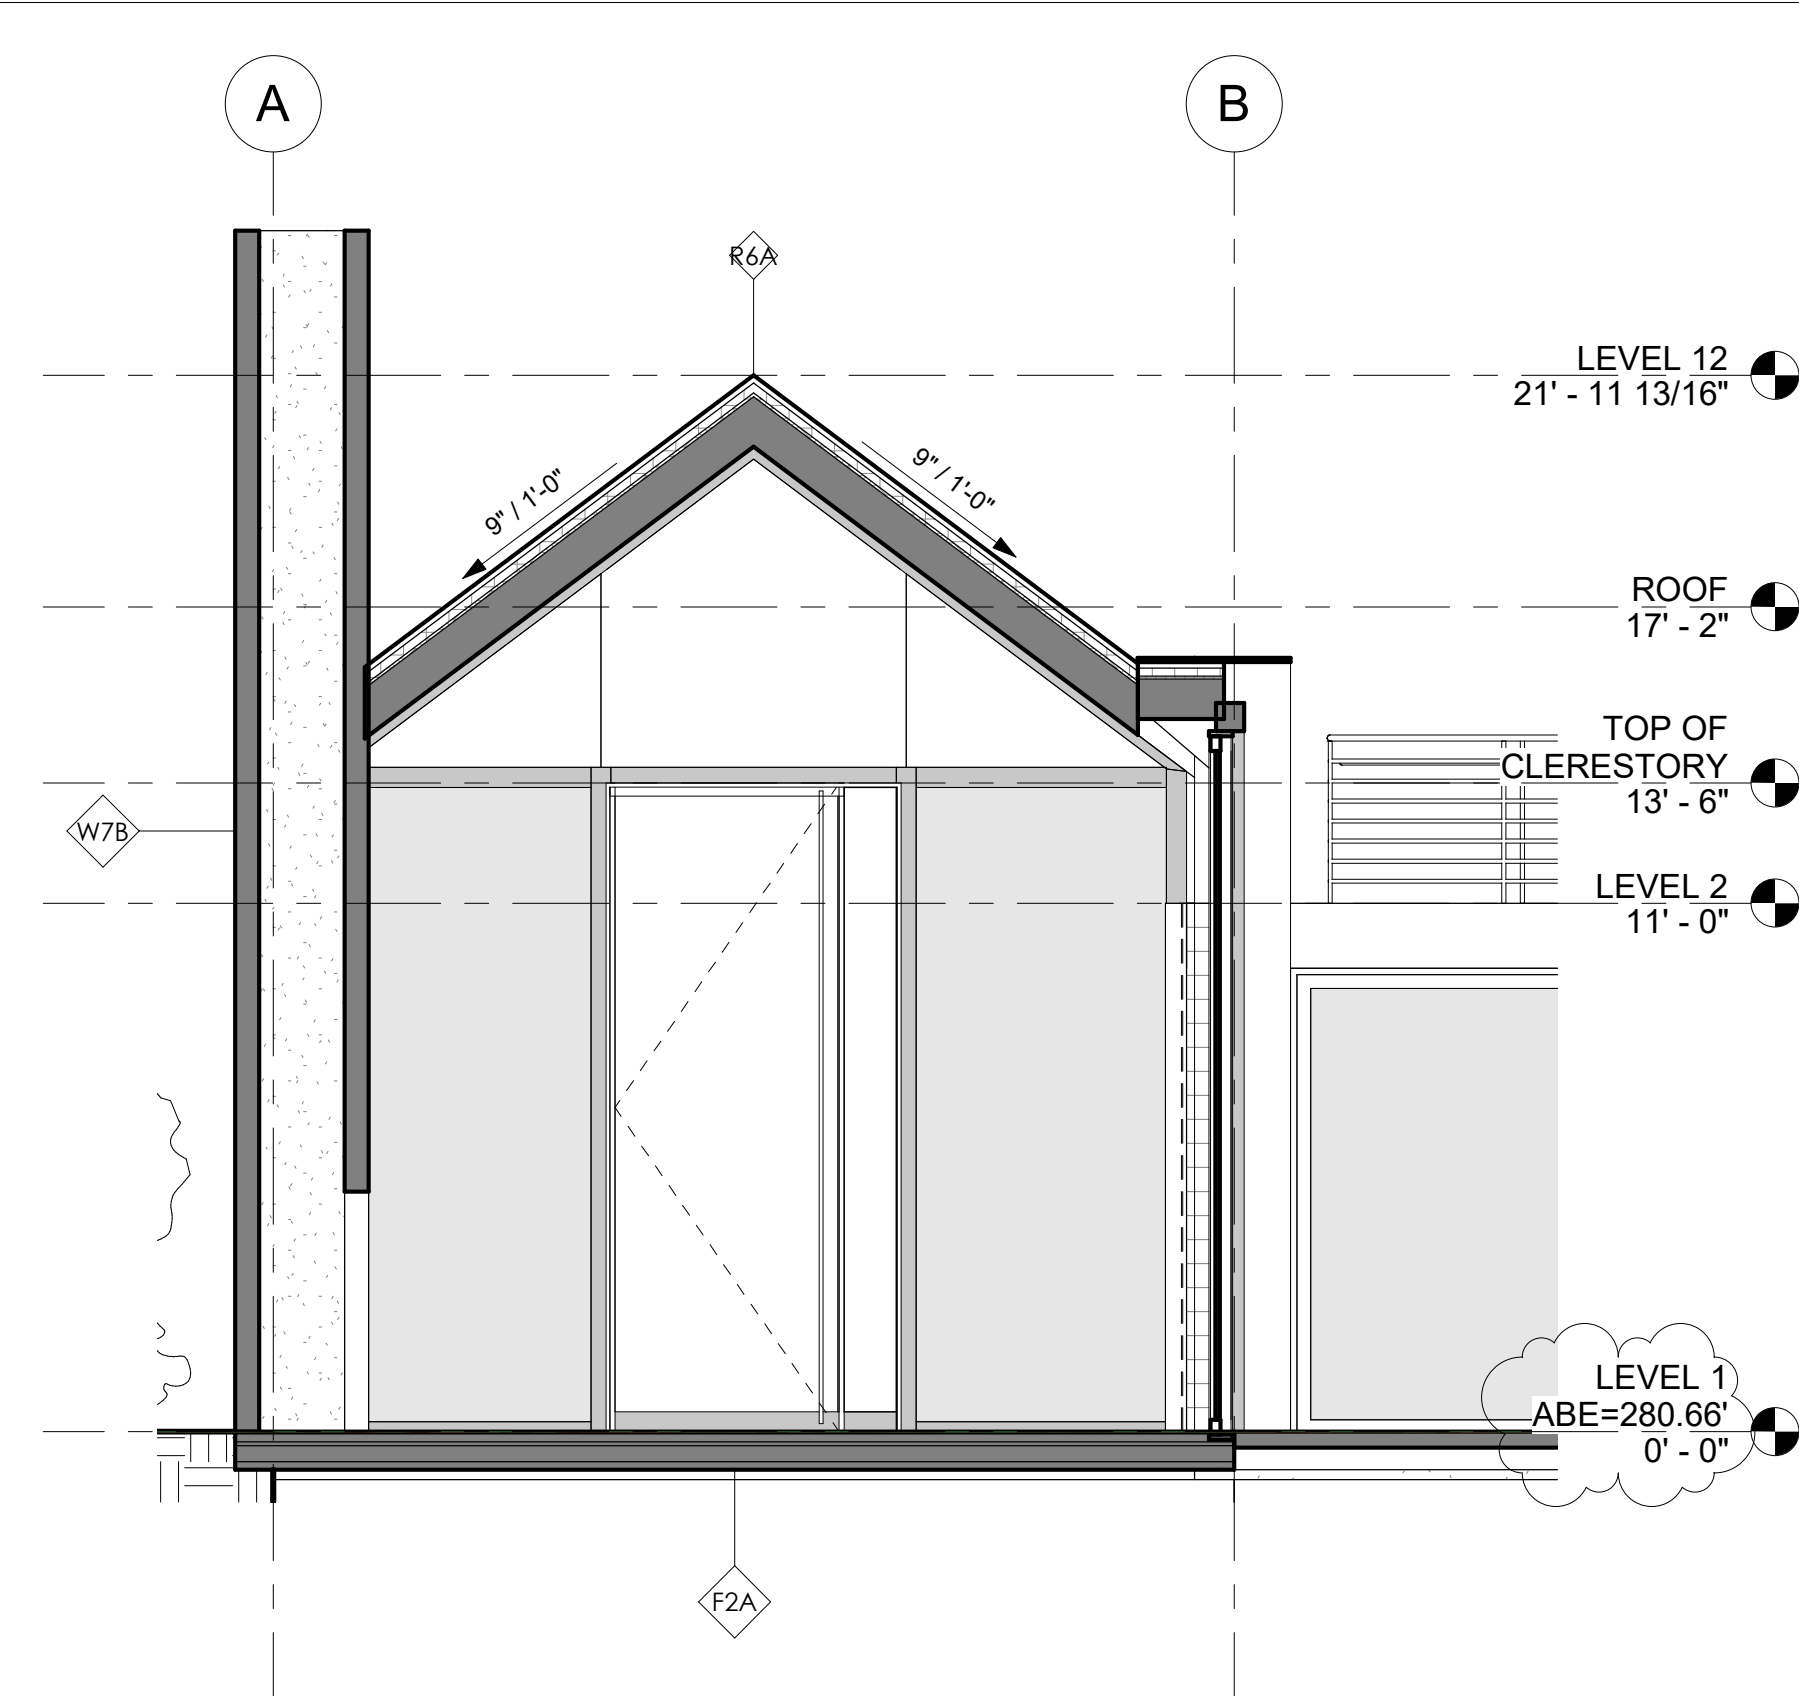 A
B
R6A
LEVEL 12
21' - 11 13/16"
9" / 1'-0"
9" / 1'-0"
ROOF
17' - 2"
TOP OF
CLERESTORY
13' - 6"
W7B
LEVEL 2
11' - 0"
LEVEL 1
ABE=280.66'
0' - 0"
F2A